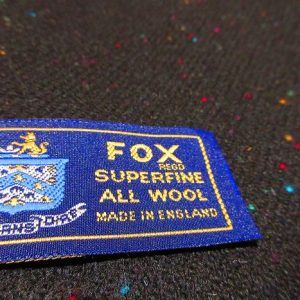 FOX
REGD
SUPERFINE
ALL WOOL
MADE IN ENGLAND